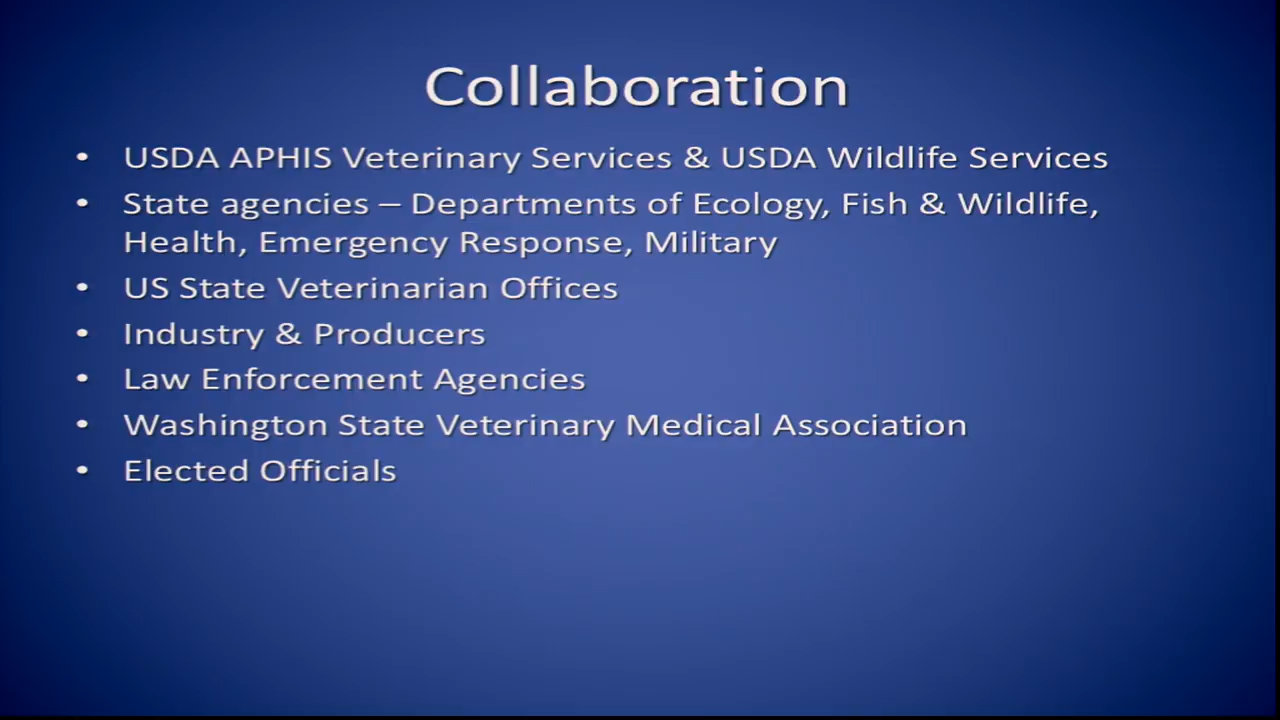 Collaboration
• USDA APHIS Veterinary Services & USDA Wildlife Services
• State agencies – Departments of Ecology, Fish & Wildlife,
Health, Emergency Response, Military
• US State Veterinarian Offices
• Industry & Producers
• Law Enforcement Agencies
• Washington State Veterinary Medical Association
• Elected Officials